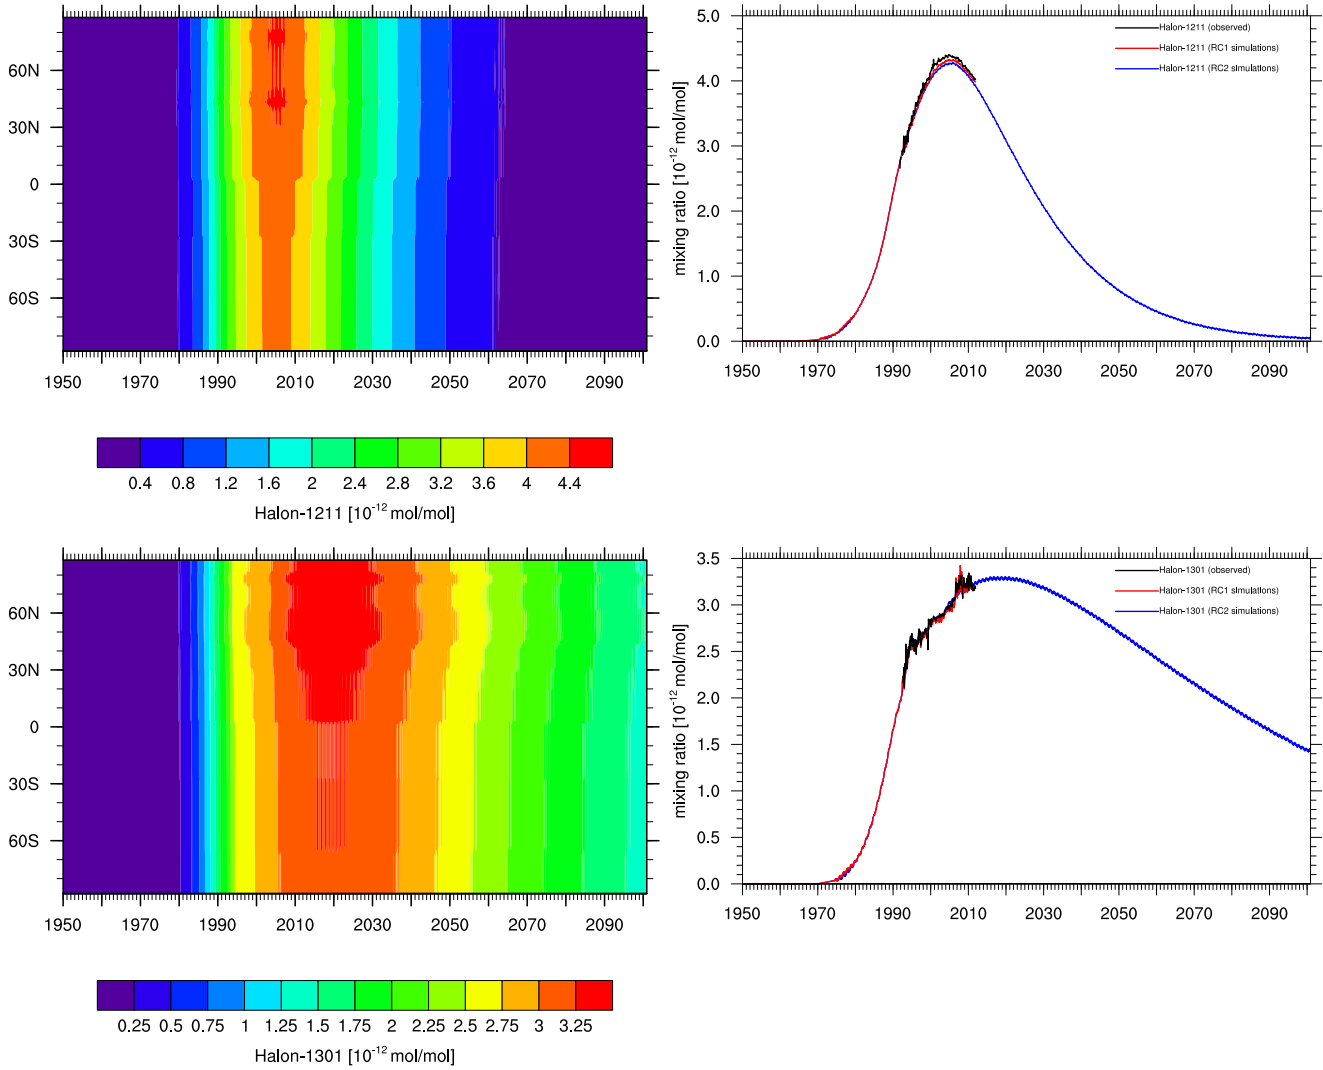 60N
30N
0
30S
60S
1950 1970 1990 2010 2030 2050 2070 2090
0.4 0.8 1.2 1.6 2 2.4 2.8 3.2 3.6 4 4.4
Halon-1211 [10-12 mol/mol]
5.0
4.0
3.0
2.0
1.0
0.0
mixing ratio [10-12 mol/mol]
Halon-1211 (observed)
Halon-1211 (RC1 simulations)
Halon-1211 (RC2 simulations)
1950 1970 1990 2010 2030 2050 2070 2090
60N
30N
0
30S
60S
1950 1970 1990 2010 2030 2050 2070 2090
0.25 0.5 0.75 1 1.25 1.5 1.75 2 2.25 2.5 2.75 3 3.25
Halon-1301 [10-12 mol/mol]
3.5
3.0
2.5
2.0
1.5
1.0
0.5
0.0
mixing ratio [10-12 mol/mol]
Halon-1301 (observed)
Halon-1301 (RC1 simulations)
Halon-1301 (RC2 simulations)
1950 1970 1990 2010 2030 2050 2070 2090